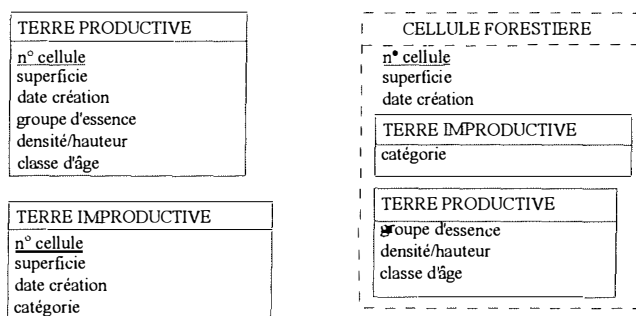 TERRE PRODUCTIVE
n° cellule
superficie
date création
groupe d'essence
densité/hauteur
classe d'âge
TERRE IMPRODUCTIVE
n° cellule
superficie
date création
catégorie
CELLULE FORESTIERE
n° cellule
superficie
date création
TERRE IMPRODUCTIVE
catégorie
TERRE PRODUCTIVE
groupe d'essence
densité/hauteur
classe d'âge